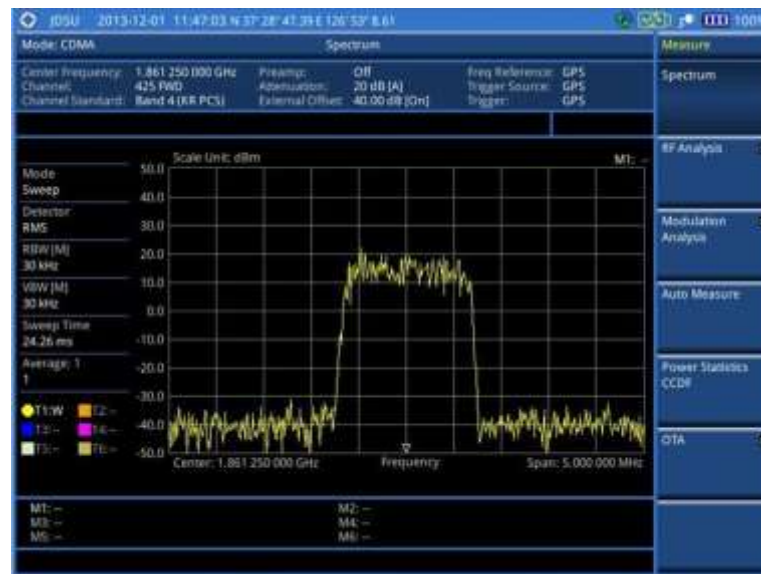 JDSU 2013-12-01 11:47:03 N 37° 28' 47.39 E 126° 53' 8.61 100%
Mode: CDMA Spectrum Measure
Center Frequency: 1.861 250 000 GHz Preamp: Off Freq Reference: GPS
Channel: 425 FWD Attenuation: 20 dB [A] Trigger Source: GPS
Channel Standard: Band 4 (KR PCS) External Offset: 40.00 dB [On] Trigger: GPS
Spectrum
RF Analysis
Modulation
Analysis
Auto Measure
Power Statistics
CCDF
OTA
Scale Unit: dBm M1: --
Mode
Sweep
Detector
RMS
RBW [M]
30 kHz
VBW [M]
30 kHz
Sweep Time
24.26 ms
Average: 1
1
T1:W T2:--
T3:-- T4:--
T5:-- T6:--
50.0
40.0
30.0
20.0
10.0
0.0
-10.0
-20.0
-30.0
-40.0
-50.0
Center: 1.861 250 000 GHz Frequency Span: 5.000 000 MHz
M1: -- M2: --
M3: -- M4: --
M5: -- M6: --